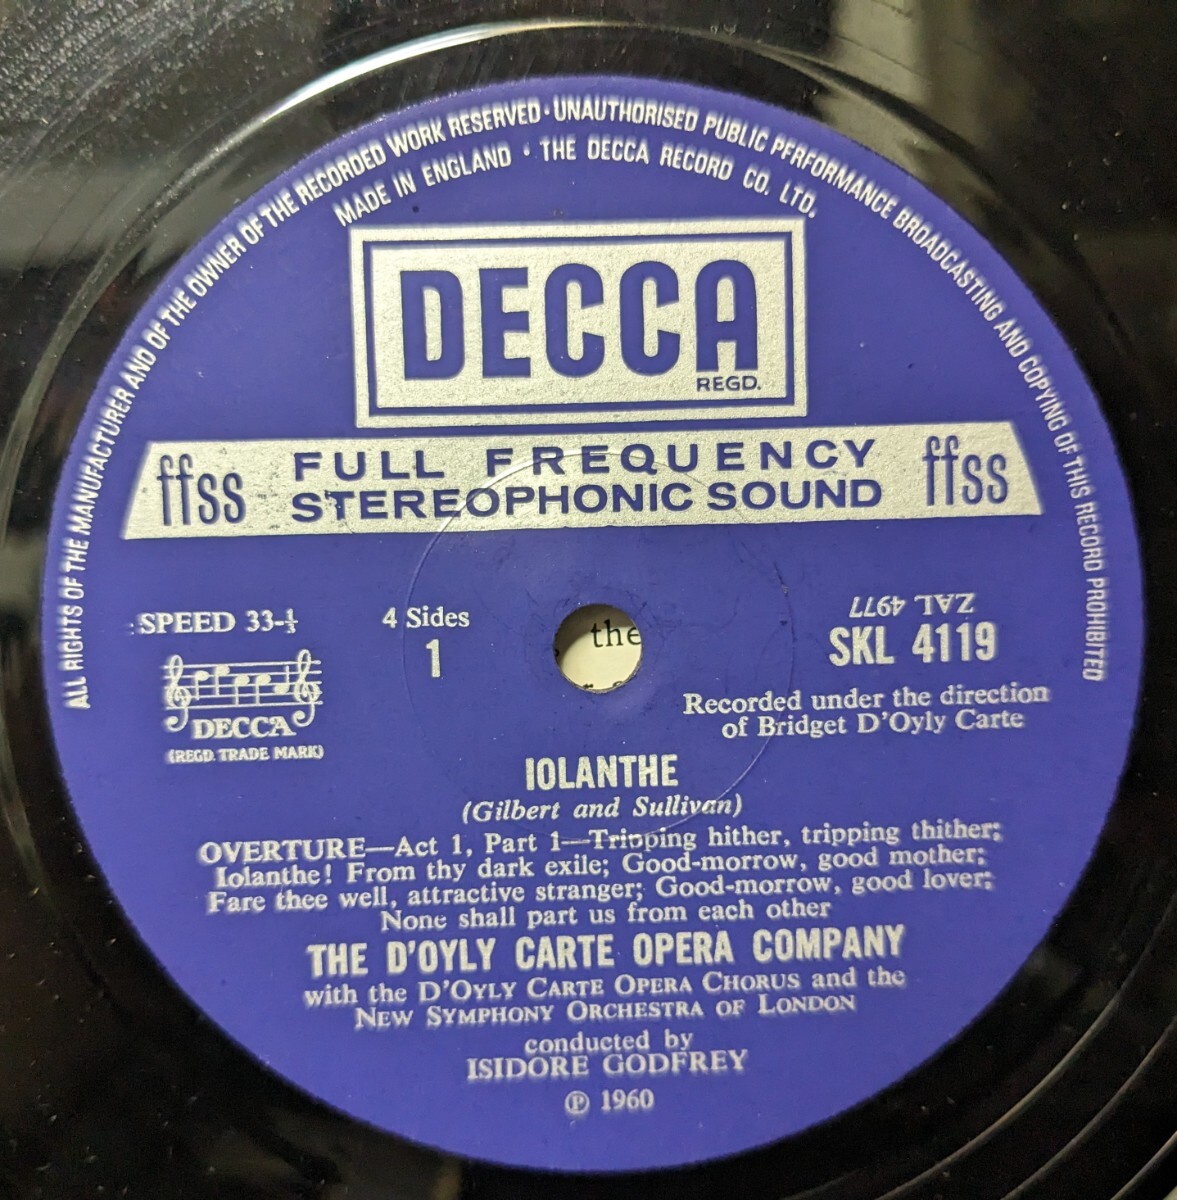 ALL RIGHTS OF THE MANUFACTURER AND OF THE OWNER OF THE RECORDED WORK RESERVED · UNAUTHORISED PUBLIC PERFORMANCE BROADCASTING AND COPYING OF THIS RECORD PROHIBITED
MADE IN ENGLAND · THE DECCA RECORD CO. LTD.
DECCA
REGD.
ffss FULL FREQUENCY ffss
STEREOPHONIC SOUND
SPEED 33-⅓
4 Sides
1
the
ZAL 4977
SKL 4119
DECCA
(REGD. TRADE MARK)
Recorded under the direction
of Bridget D'Oyly Carte
IOLANTHE
(Gilbert and Sullivan)
OVERTURE—Act 1, Part 1—Tripping hither, tripping thither;
Iolanthe! From thy dark exile; Good-morrow, good mother;
Fare thee well, attractive stranger; Good-morrow, good lover;
None shall part us from each other
THE D'OYLY CARTE OPERA COMPANY
with the D'OYLY CARTE OPERA CHORUS and the
NEW SYMPHONY ORCHESTRA OF LONDON
conducted by
ISIDORE GODFREY
℗ 1960